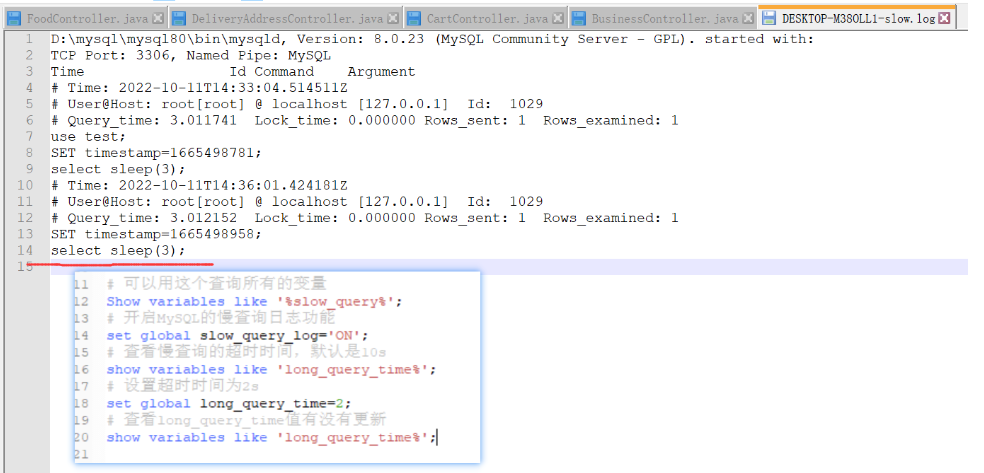 FoodController.java DeliveryAddressController.java CartController.java BusinessController.java DESKTOP-M38OLL1-slow.log
1 D:\mysql\mysql80\bin\mysqld, Version: 8.0.23 (MySQL Community Server - GPL). started with:
2 TCP Port: 3306, Named Pipe: MySQL
3 Time Id Command Argument
4 # Time: 2022-10-11T14:33:04.514511Z
5 # User@Host: root[root] @ localhost [127.0.0.1] Id: 1029
6 # Query_time: 3.011741 Lock_time: 0.000000 Rows_sent: 1 Rows_examined: 1
7 use test;
8 SET timestamp=1665498781;
9 select sleep(3);
10 # Time: 2022-10-11T14:36:01.424181Z
11 # User@Host: root[root] @ localhost [127.0.0.1] Id: 1029
12 # Query_time: 3.012152 Lock_time: 0.000000 Rows_sent: 1 Rows_examined: 1
13 SET timestamp=1665498958;
14 select sleep(3);
15
11 # 可以用这个查询所有的变量
12 Show variables like '%slow_query%';
13 # 开启MySQL的慢查询日志功能
14 set global slow_query_log='ON';
15 # 查看慢查询的超时时间，默认是10s
16 show variables like 'long_query_time%';
17 # 设置超时时间为2s
18 set global long_query_time=2;
19 # 查看long_query_time值有没有更新
20 show variables like 'long_query_time%';
21